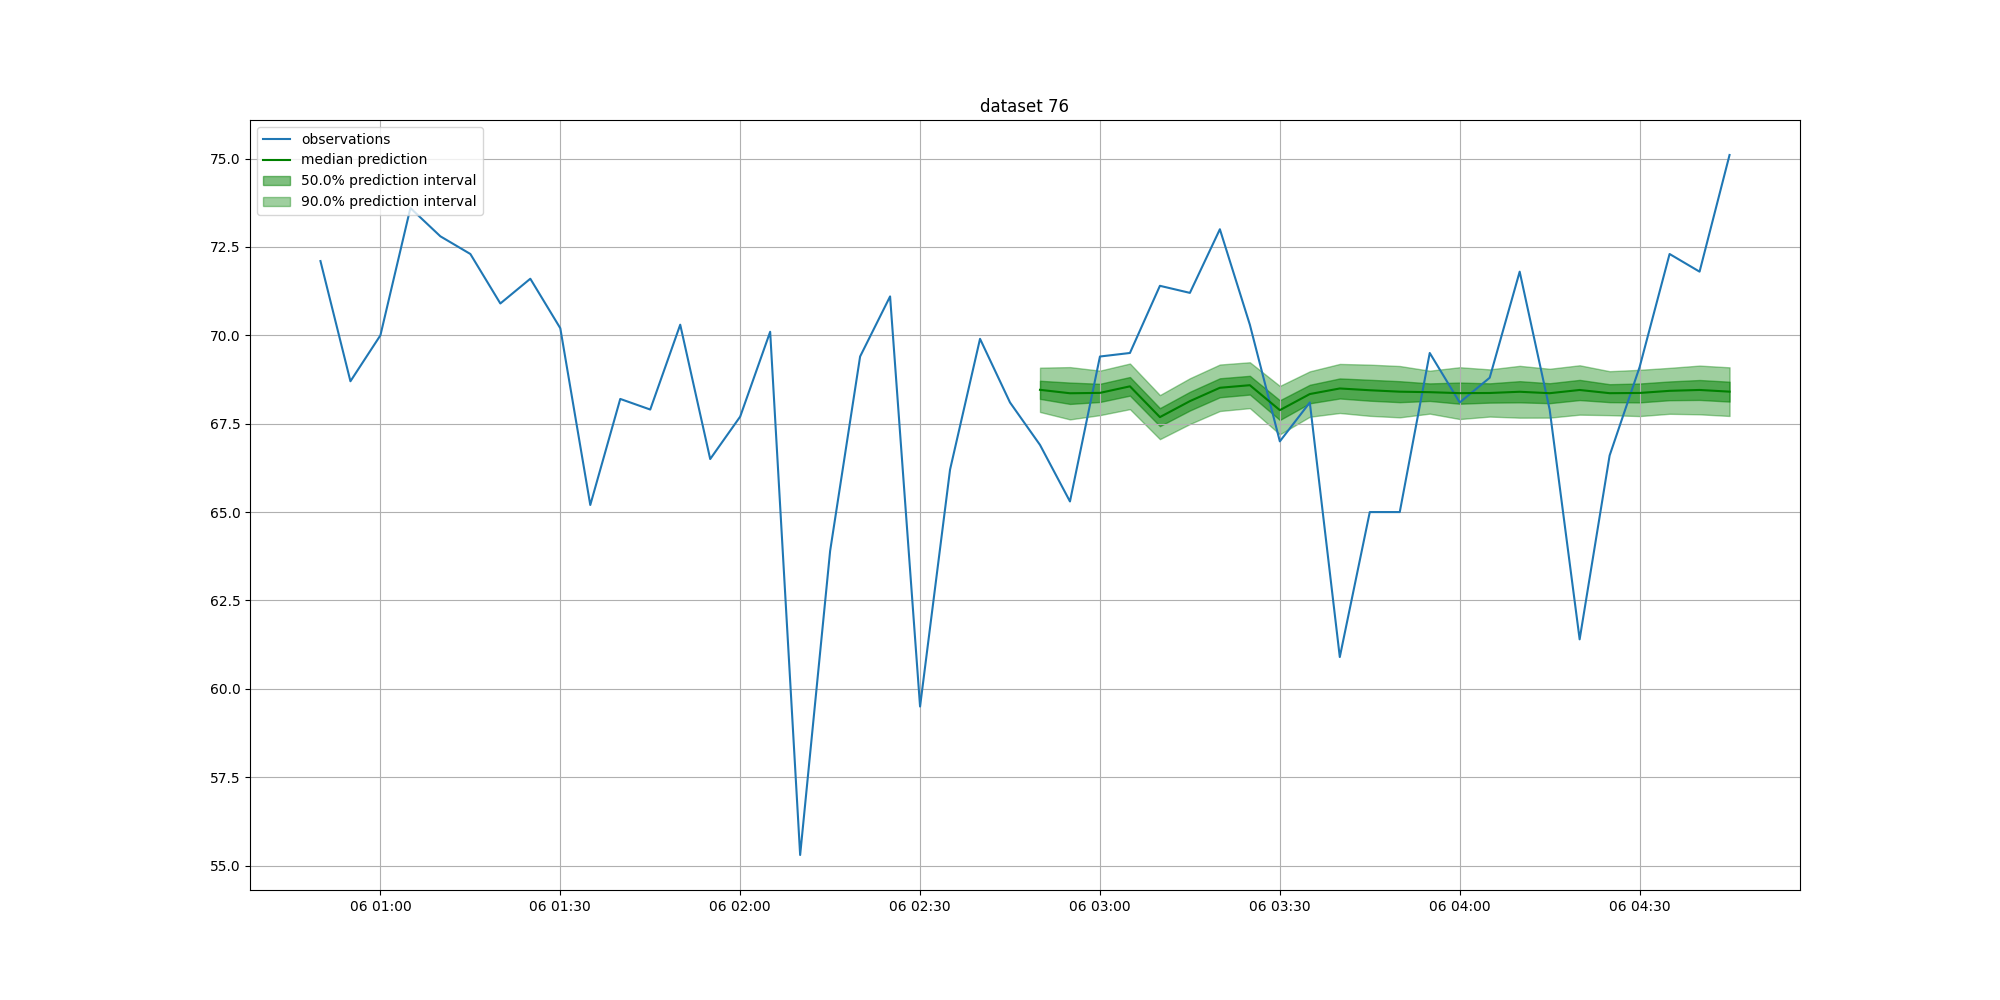 dataset 76
observations
median prediction
50.0% prediction interval
90.0% prediction interval
75.0
72.5
70.0
67.5
65.0
62.5
60.0
57.5
55.0
06 01:00 06 01:30 06 02:00 06 02:30 06 03:00 06 03:30 06 04:00 06 04:30